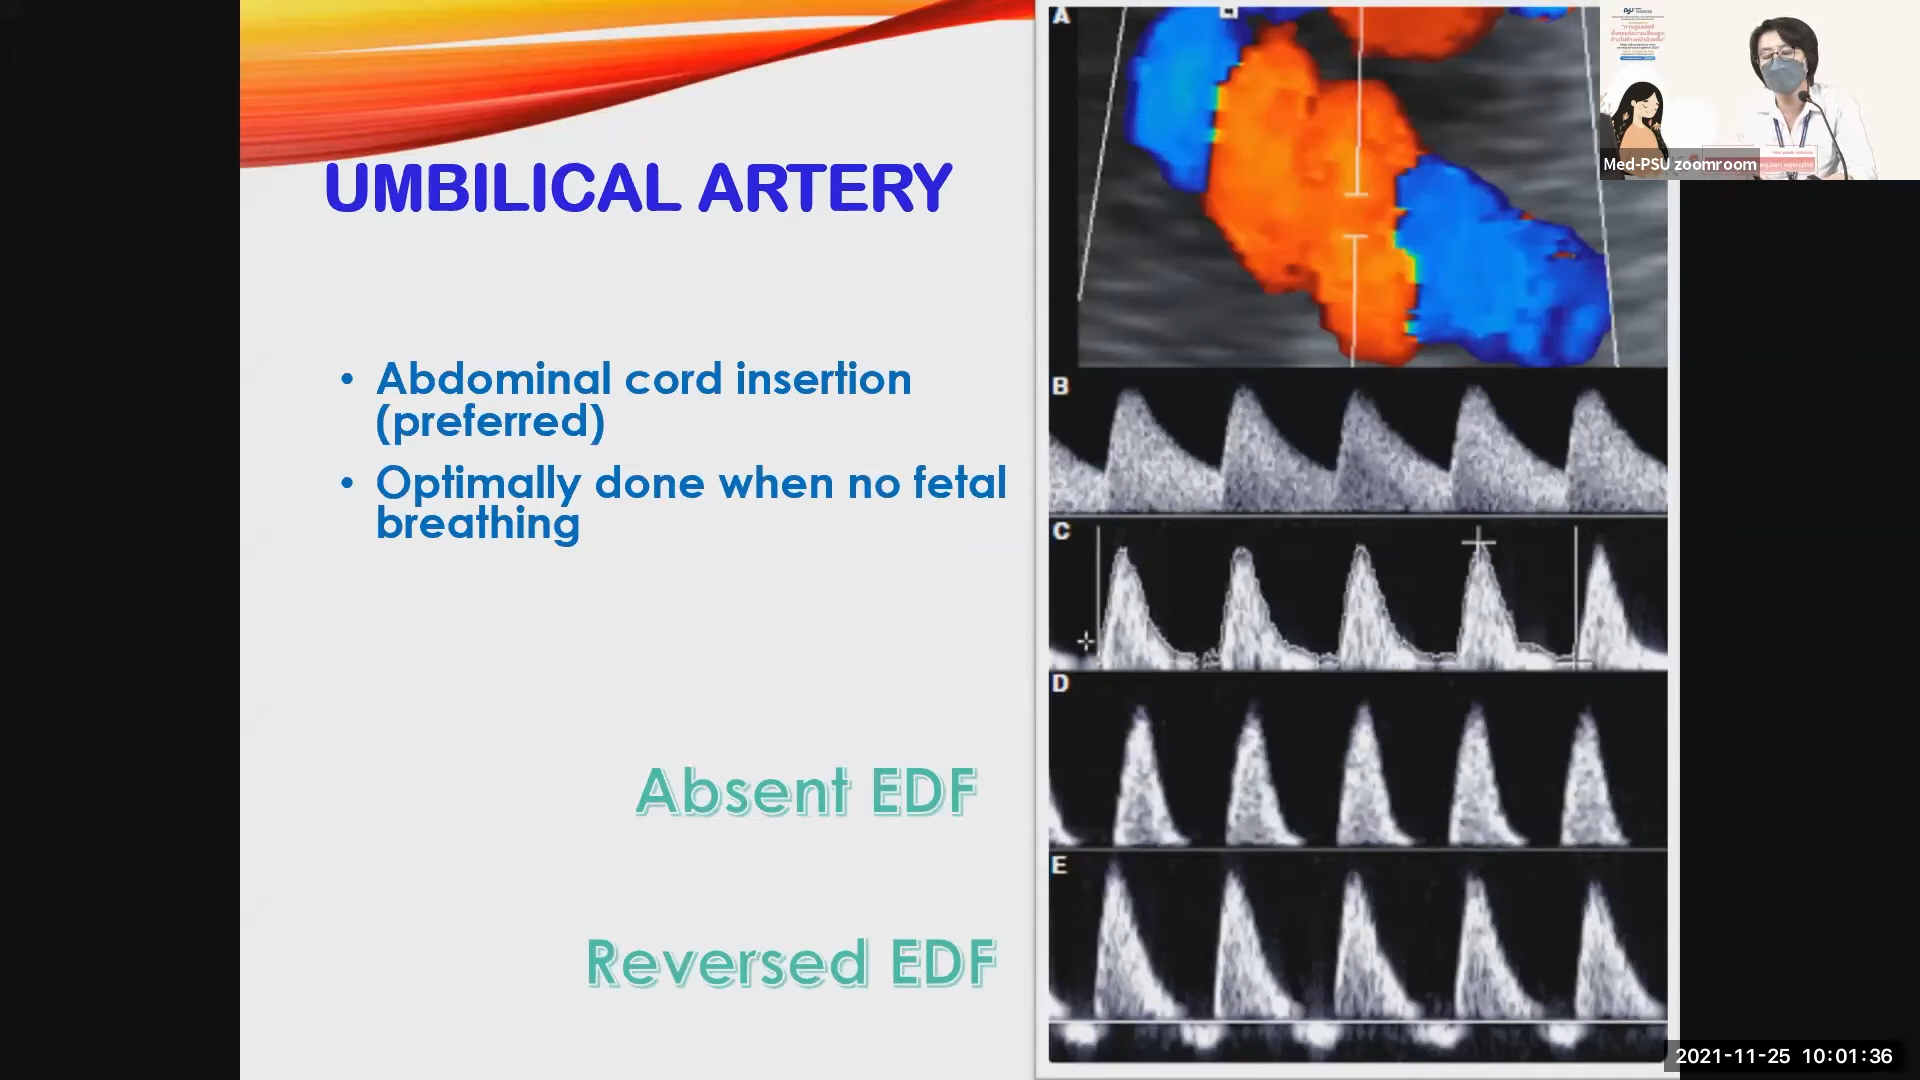 UMBILICAL ARTERY
• Abdominal cord insertion
(preferred)
• Optimally done when no fetal
breathing
Absent EDF
Reversed EDF
A
B
C
D
E
PSU
Med-PSU zoomroom
2021-11-25 10:01:36